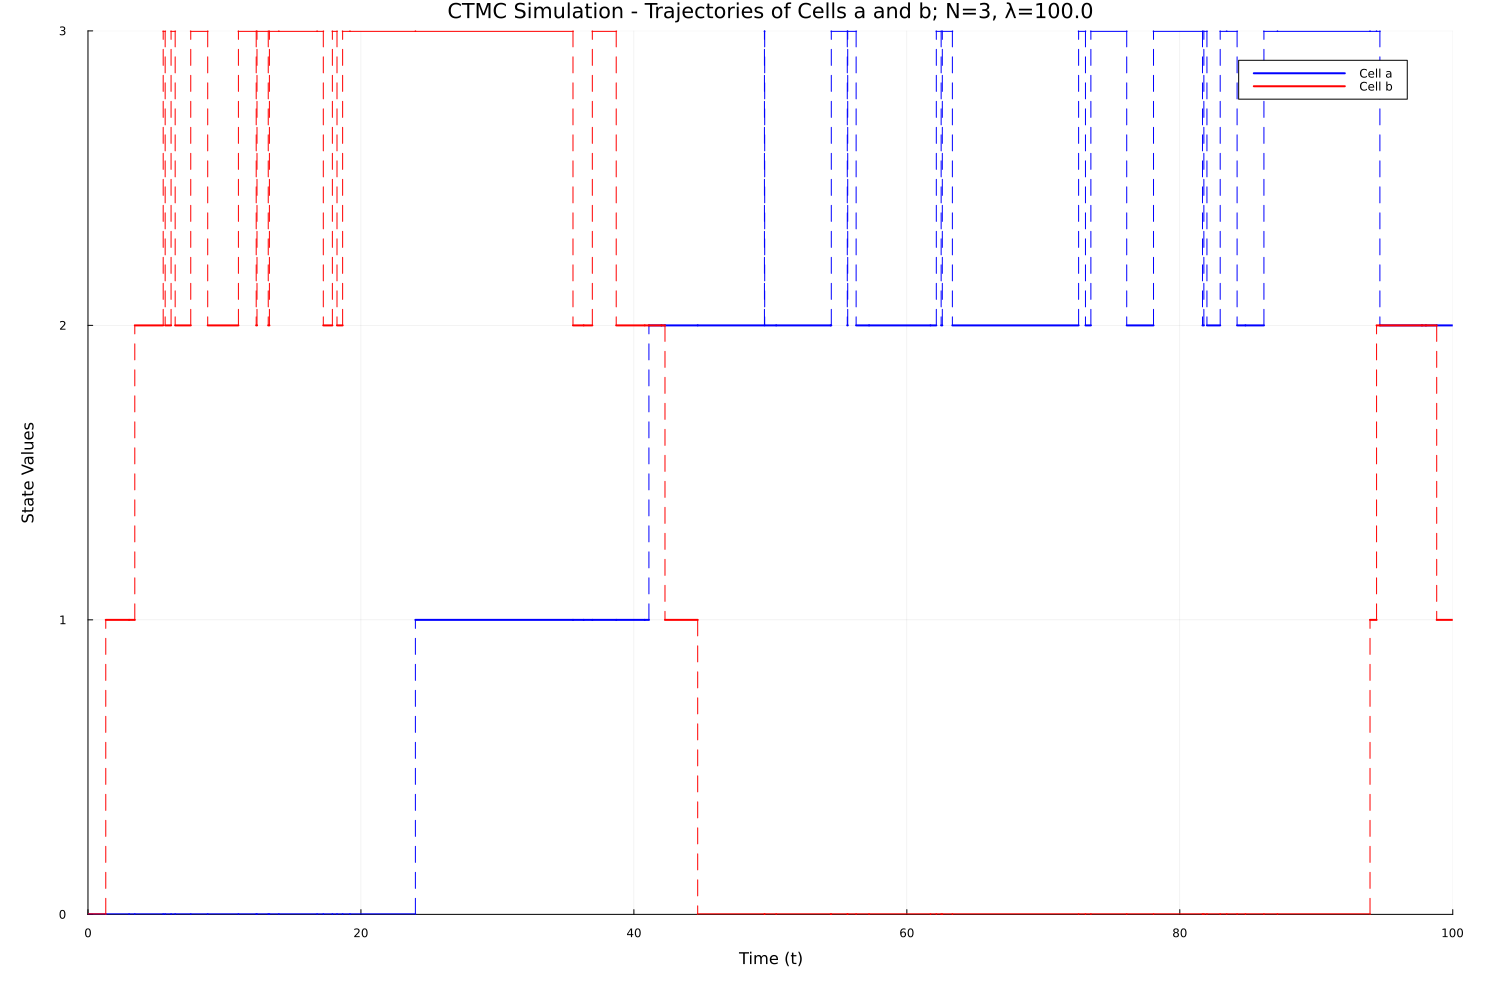 CTMC Simulation - Trajectories of Cells a and b; N=3, λ=100.0
3
Cell a
Cell b
2
State Values
1
0
0 20 40 60 80 100
Time (t)